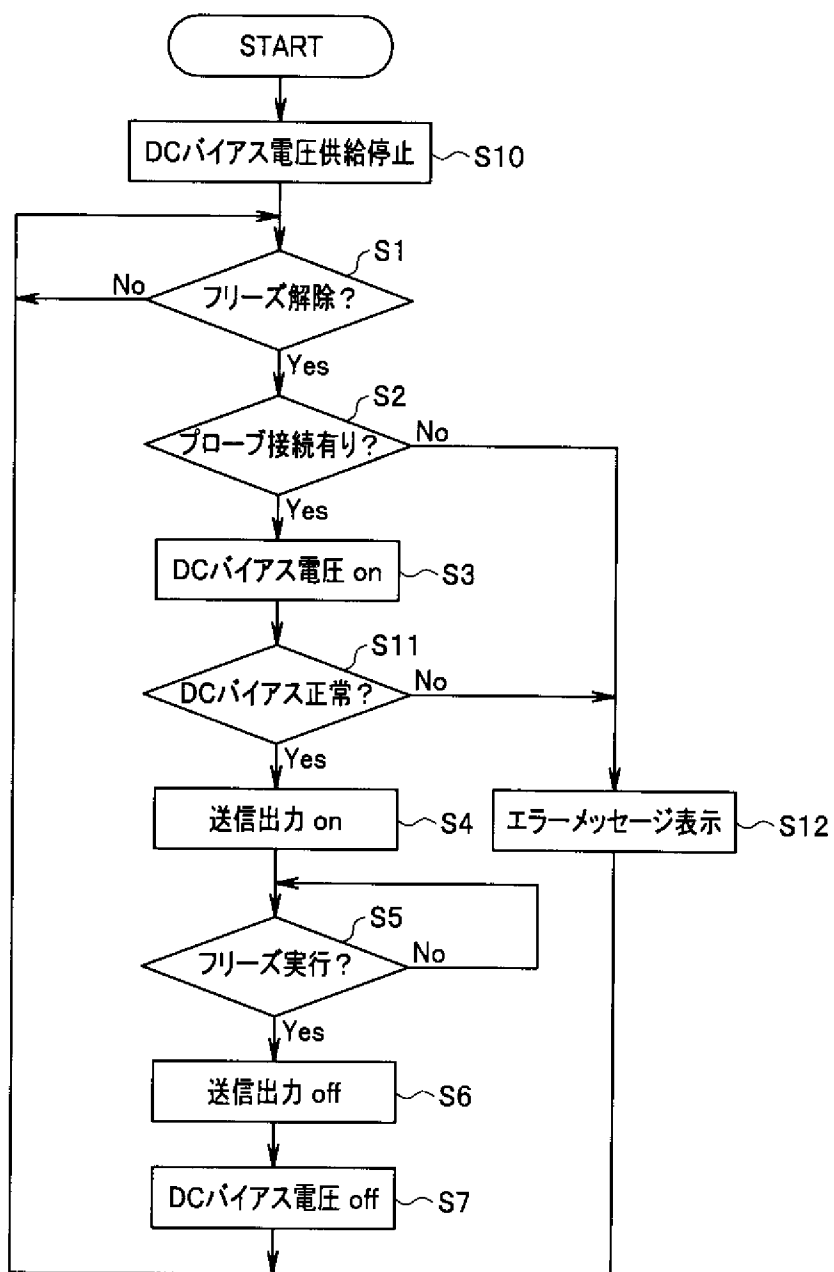 START
DCバイアス電圧供給停止
S10
S1
フリーズ解除?
No
Yes
S2
プローブ接続有り?
No
Yes
DCバイアス電圧 on
S3
S11
DCバイアス正常?
No
Yes
送信出力 on
S4
エラーメッセージ表示
S12
S5
フリーズ実行?
No
Yes
送信出力 off
S6
DCバイアス電圧 off
S7